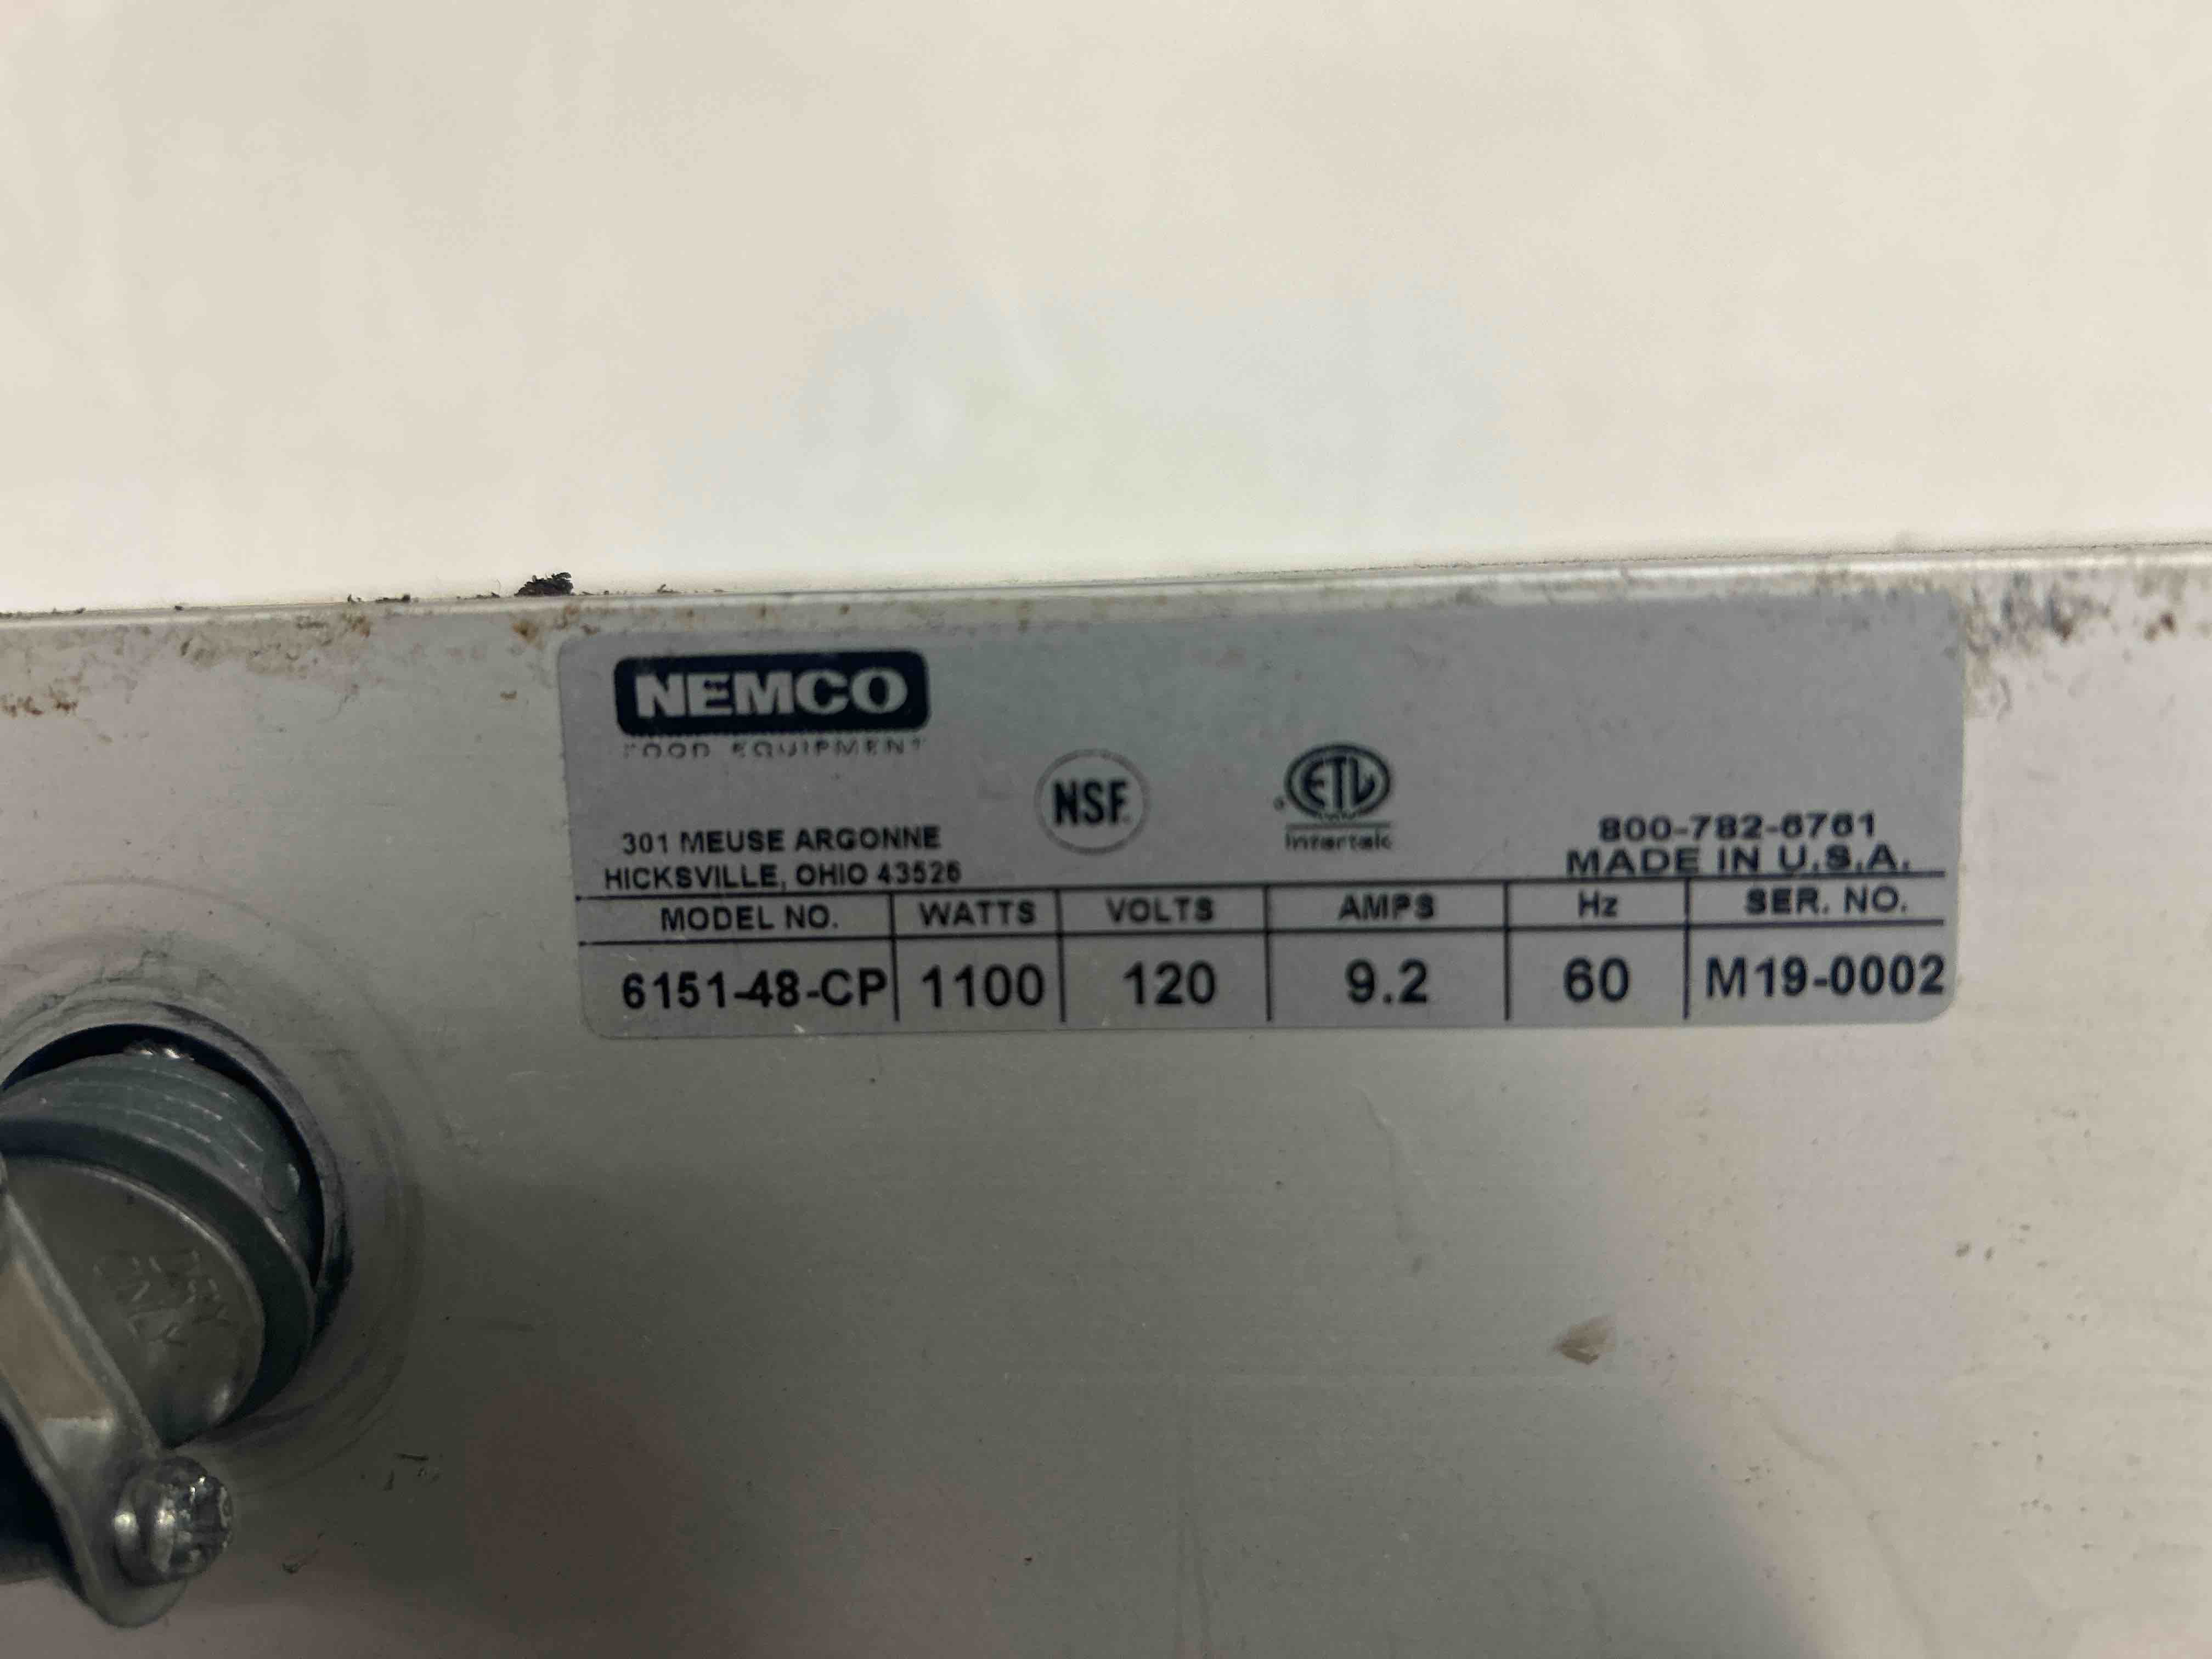 NEMCO
FOOD EQUIPMENT
NSF
ETL
Intertek
301 MEUSE ARGONNE
HICKSVILLE, OHIO 43526
800-782-6761
MADE IN U.S.A.
MODEL NO. WATTS VOLTS AMPS Hz SER. NO.
6151-48-CP 1100 120 9.2 60 M19-0002